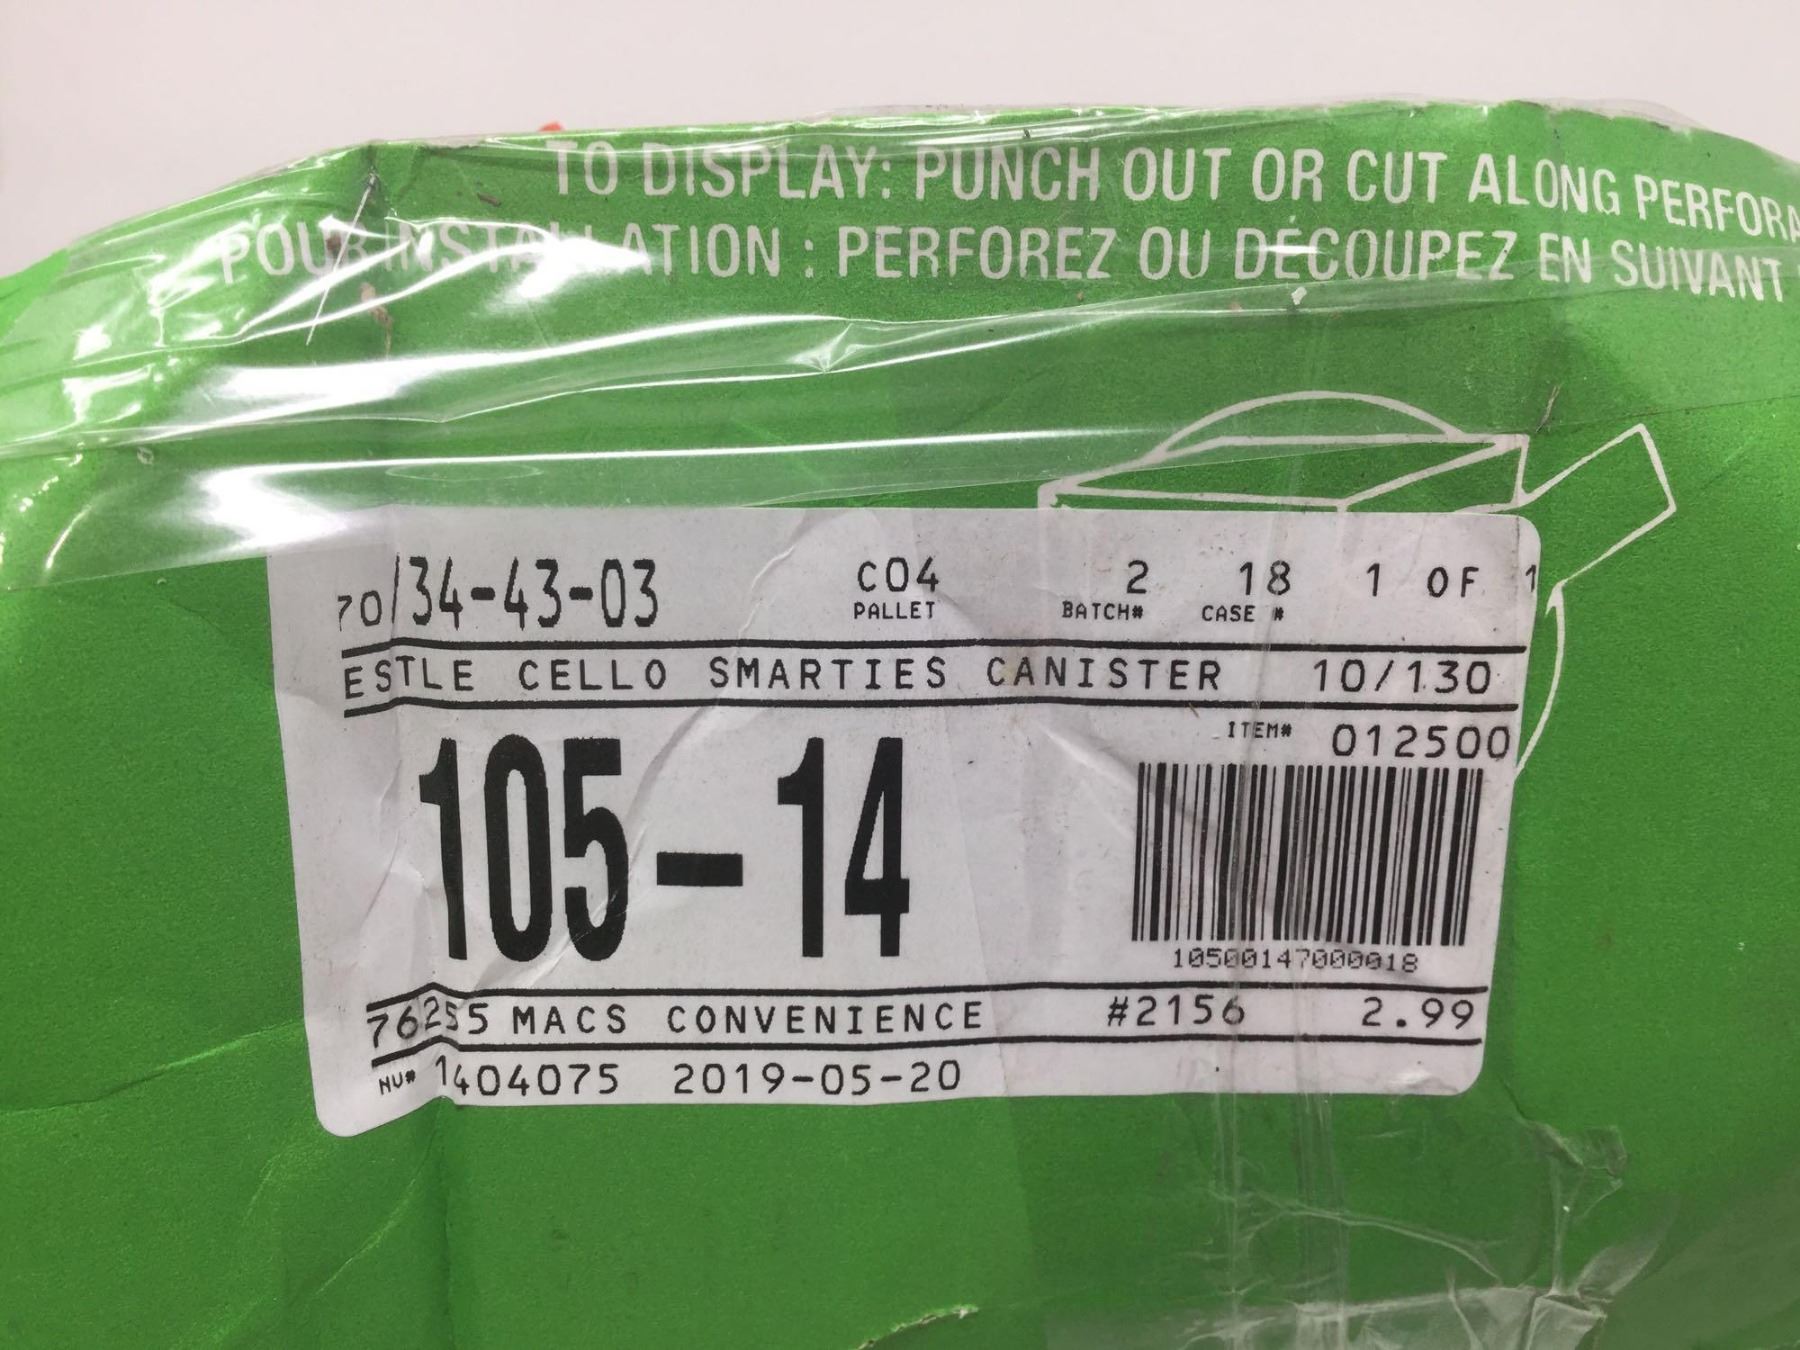 TO DISPLAY: PUNCH OUT OR CUT ALONG PERFORA
POUR INSTALLATION : PERFOREZ OU DÉCOUPEZ EN SUIVANT
70/34-43-03 C04 2 18 1 OF 1
PALLET BATCH# CASE #
ESTLE CELLO SMARTIES CANISTER 10/130
ITEM# 012500
105-14
10500147000018
76255 MACS CONVENIENCE #2156 2.99
NU# 1404075 2019-05-20